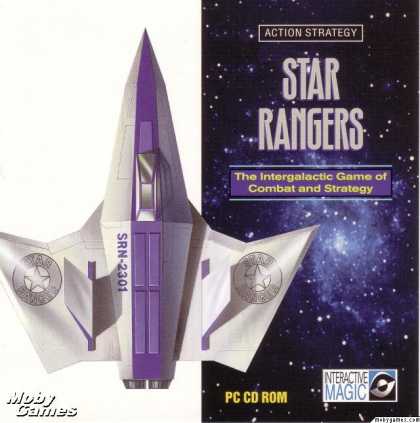 ACTION STRATEGY
STAR
RANGERS
The Intergalactic Game of
Combat and Strategy
SRN-2301
STAR
RANGER
STAR
RANGER
PC CD ROM
INTERACTIVE
MAGIC
Moby
Games
mobygames.com